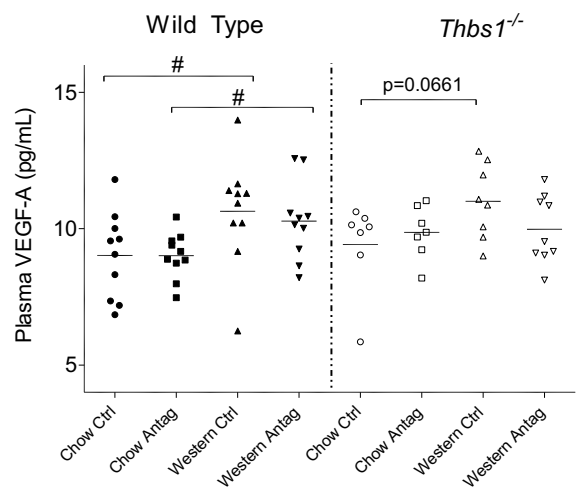 Wild Type
Thbs1-/-
#
#
p=0.0661
Plasma VEGF-A (pg/mL)
15
10
5
Chow Ctrl
Chow Antag
Western Ctrl
Western Antag
Chow Ctrl
Chow Antag
Western Ctrl
Western Antag